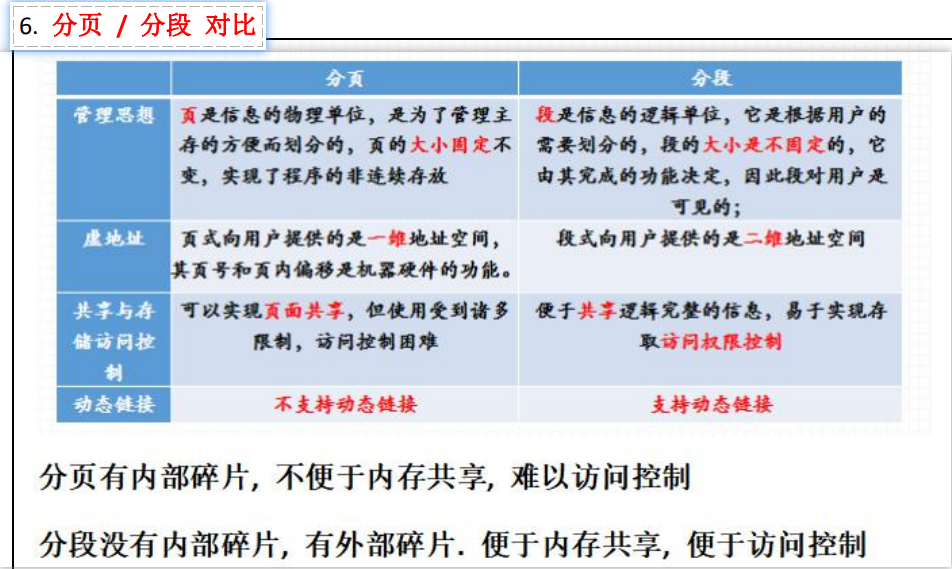 6. 分页 / 分段 对比
分页 分段
管理思想
页是信息的物理单位，是为了管理主
存的方便而划分的，页的大小固定不
变，实现了程序的非连续存放
段是信息的逻辑单位，它是根据用户的
需要划分的，段的大小是不固定的，它
由其完成的功能决定，因此段对用户是
可见的；
虚地址
页式向用户提供的是一维地址空间，
其页号和页内偏移是机器硬件的功能。
段式向用户提供的是二维地址空间
共享与存
储访问控
制
可以实现页面共享，但使用受到诸多
限制，访问控制困难
便于共享逻辑完整的信息，易于实现存
取访问权限控制
动态链接
不支持动态链接
支持动态链接
分页有内部碎片, 不便于内存共享, 难以访问控制
分段没有内部碎片, 有外部碎片. 便于内存共享, 便于访问控制